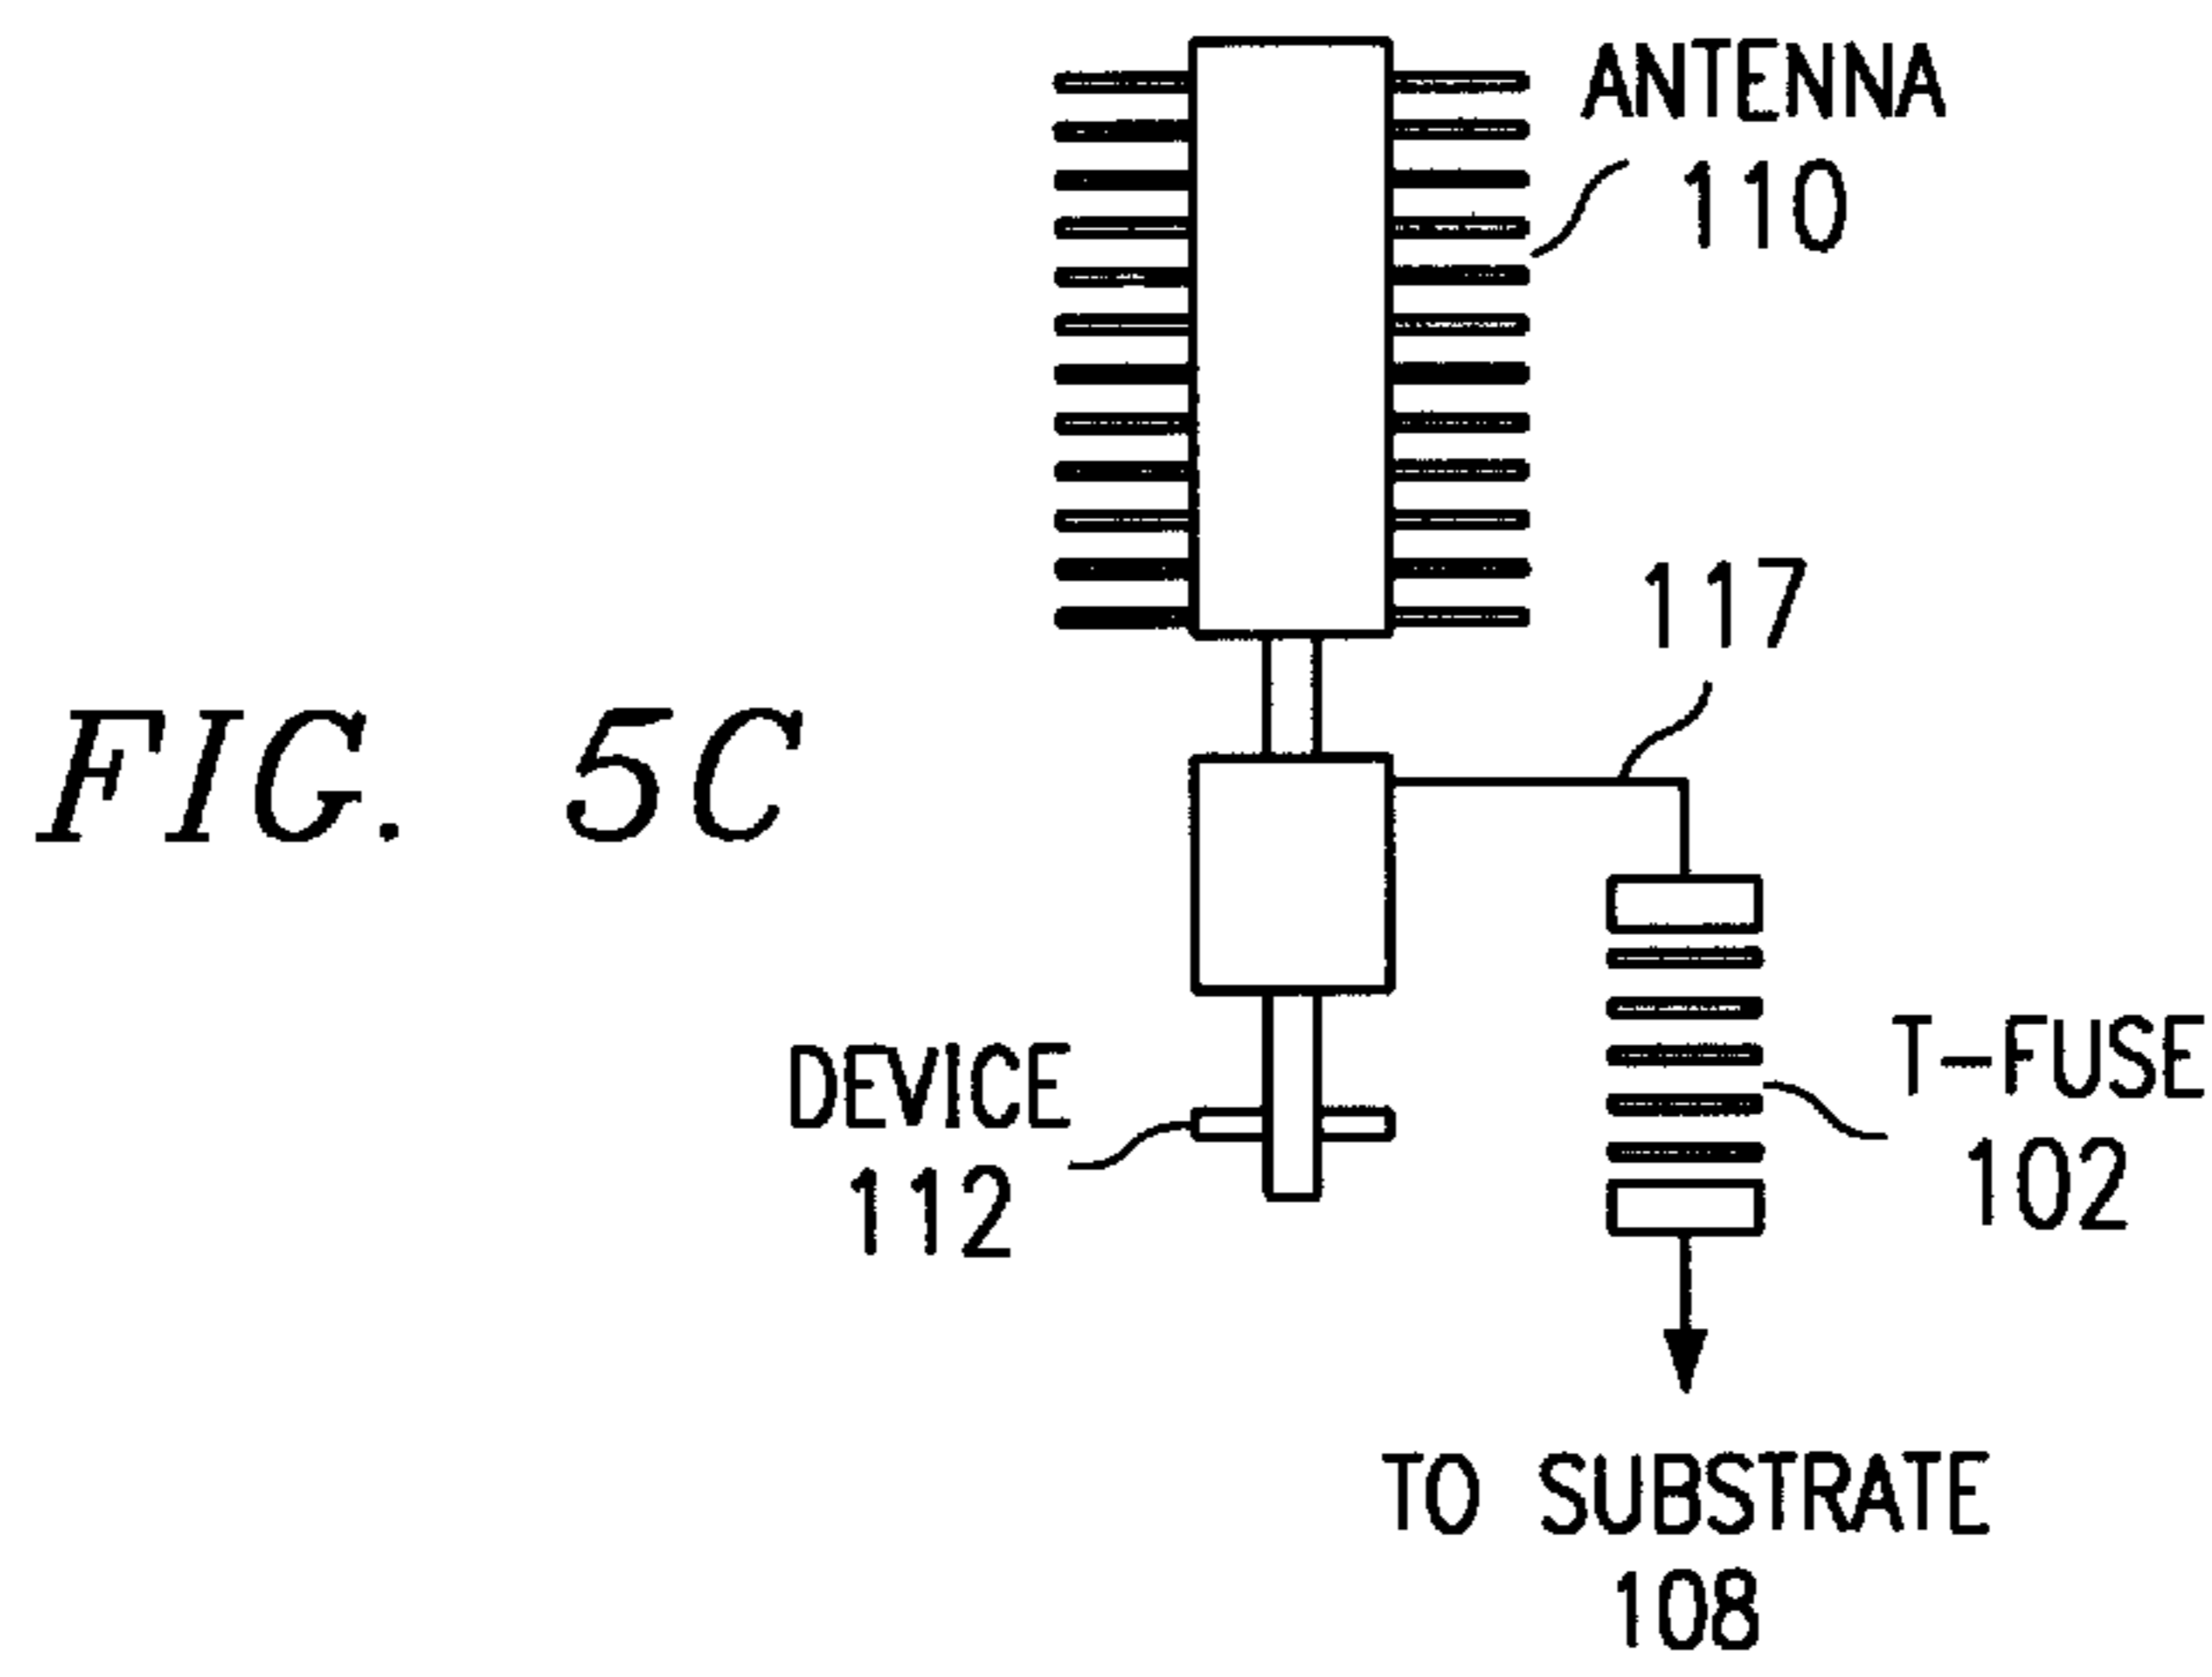 ANTENNA
110
117
FIG. 5C
T-FUSE
102
DEVICE
112
TO SUBSTRATE
108